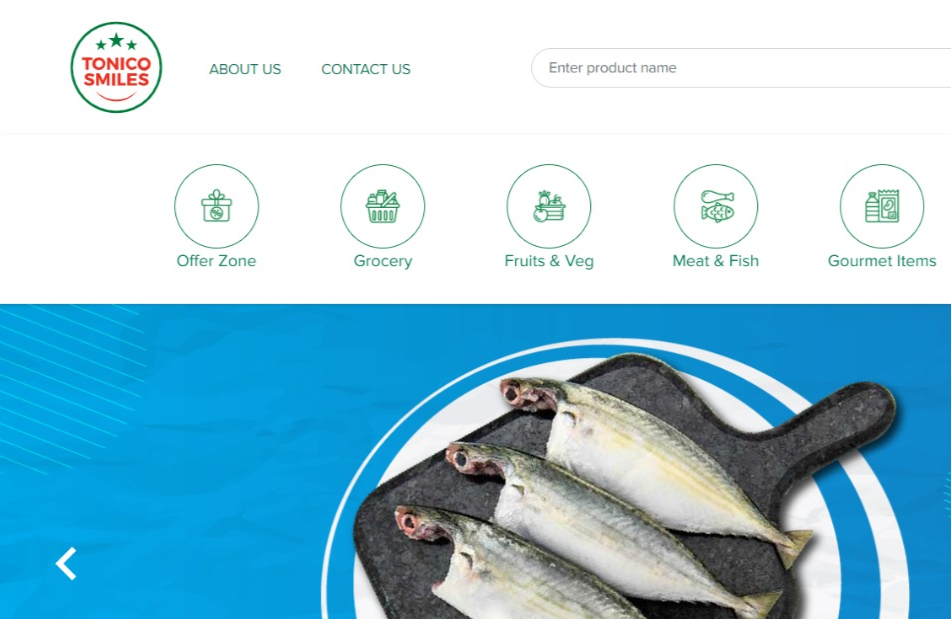 TONICO
SMILES
ABOUT US
CONTACT US
Enter product name
Offer Zone
Grocery
Fruits & Veg
Meat & Fish
Gourmet Items